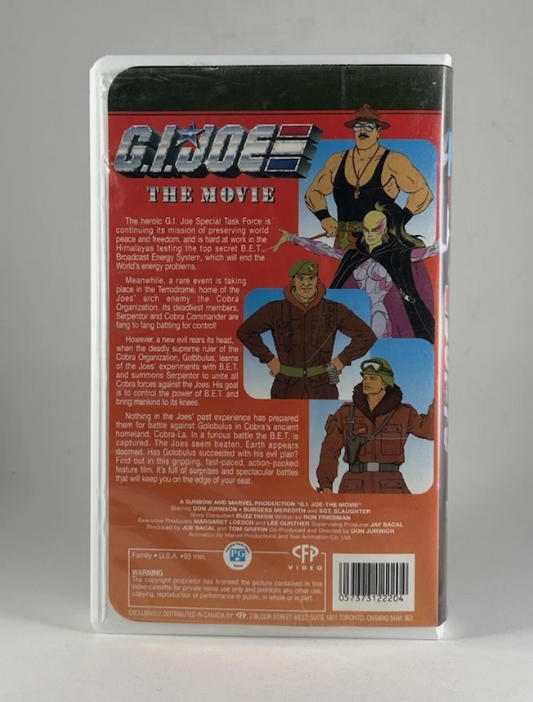 G.I. JOE
THE MOVIE
The heroic G.I. Joe Special Task Force is
continuing its mission of preserving world
peace and freedom, and is hard at work in the
Himalayas testing the top secret B.E.T.,
Broadcast Energy System, which will end the
World's energy problems.
Meanwhile, a rare event is taking
place in the Terrodrome, home of the
Joes' arch enemy the Cobra
Organization. Its deadliest members,
Serpentor and Cobra Commander are
fang to fang battling for control!
However, a new evil rears its head,
when the deadly supreme ruler of the
Cobra Organization, Golobulus, learns
of the Joes' experiments with B.E.T.
and summons Serpentor to unite all
Cobra forces against the Joes. His goal
is to control the power of B.E.T. and
bring mankind to its knees.
Nothing in the Joes' past experience has prepared
them for battle against Golobulus in Cobra's ancient
homeland, Cobra-La. In a furious battle the B.E.T. is
captured. The Joes seem beaten. Earth appears
doomed. Has Golobulus succeeded with his evil plan?
Find out in this gripping, fast-paced, action-packed
feature film. It's full of surprises and spectacular battles
that will keep you on the edge of your seat.
A SUNBOW AND MARVEL PRODUCTION "G.I. JOE-THE MOVIE"
Starring DON JOHNSON • BURGESS MEREDITH and SGT. SLAUGHTER
Story Consultant BUZZ DIXON Written by RON FRIEDMAN
Executive Producers MARGARET LOESCH and LEE GUNTHER Supervising Producer JAY BACAL
Produced by JOE BACAL and TOM GRIFFIN Co-Produced and Directed by DON JURWICH
Animation by Marvel Productions and Toei Animation Co. Ltd.
Family • U.S.A. • 93 min.
PG
CFP
VIDEO
WARNING
The copyright proprietor has licensed the picture contained in this
video-cassette for private home use only and prohibits any other use,
copying, reproduction or performance in public, in whole or in part.
057373122204
EXCLUSIVELY DISTRIBUTED IN CANADA BY CFP, 2 BLOOR STREET WEST, SUITE 1901 TORONTO, ONTARIO M4W 3E2